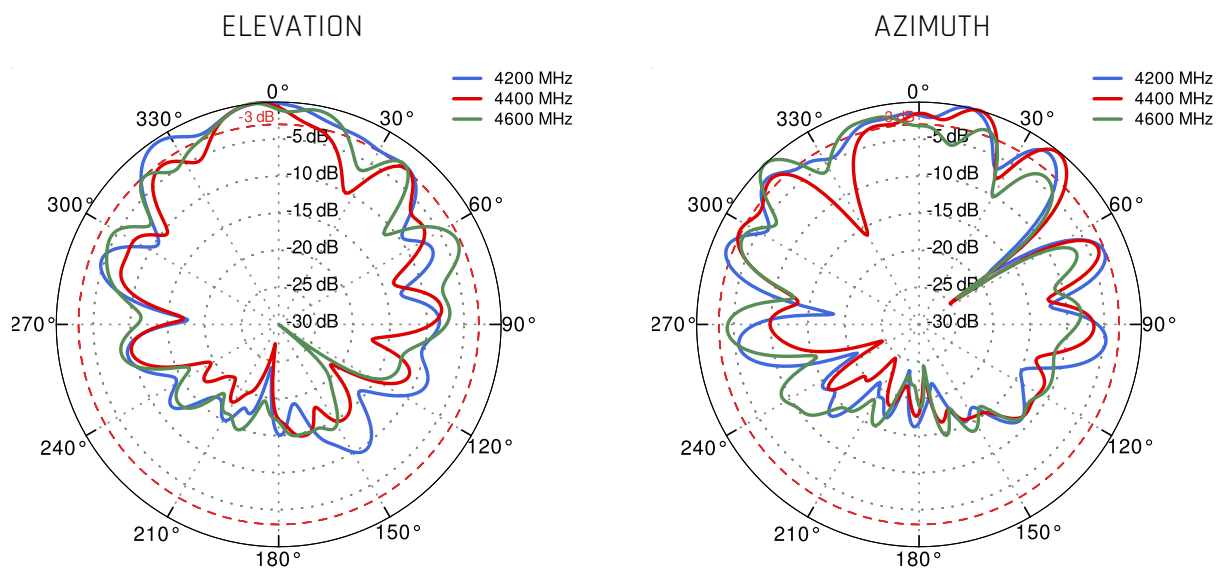 ELEVATION
AZIMUTH
4200 MHz
4400 MHz
4600 MHz
0°
30°
60°
90°
120°
150°
180°
210°
240°
270°
300°
330°
-3 dB
-5 dB
-10 dB
-15 dB
-20 dB
-25 dB
-30 dB
4200 MHz
4400 MHz
4600 MHz
0°
30°
60°
90°
120°
150°
180°
210°
240°
270°
300°
330°
-3 dB
-5 dB
-10 dB
-15 dB
-20 dB
-25 dB
-30 dB